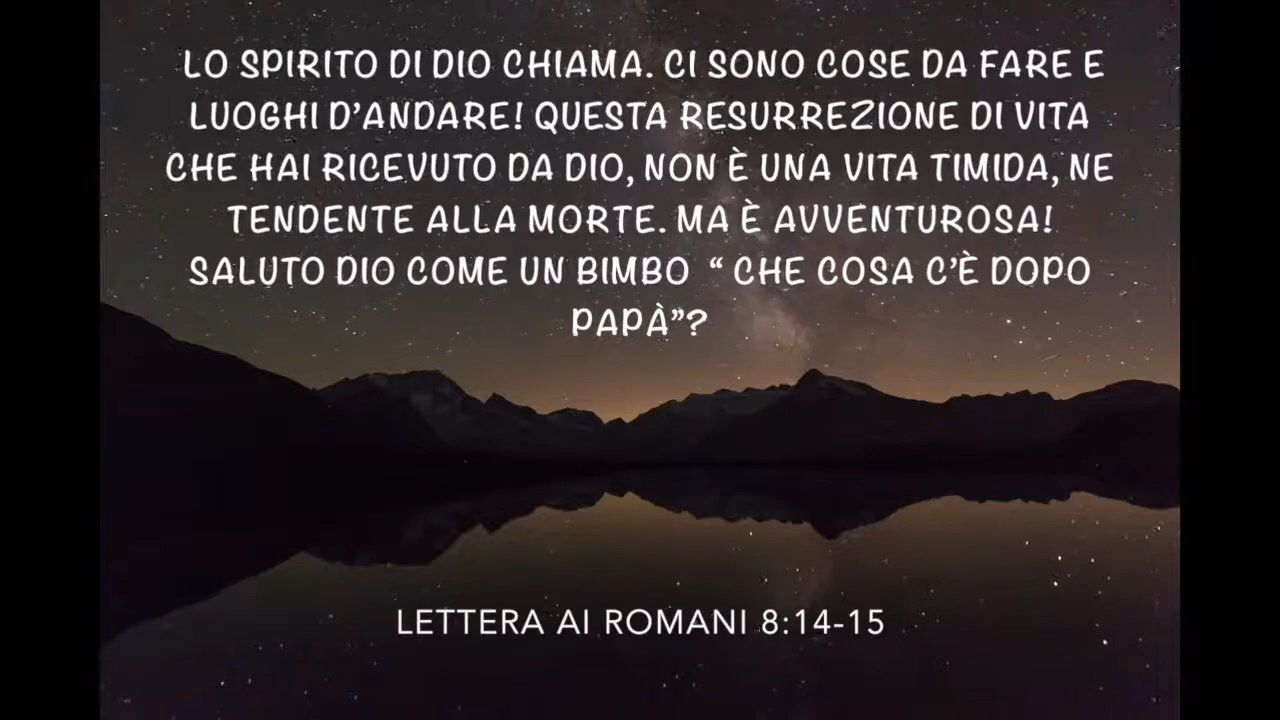 LO SPIRITO DI DIO CHIAMA. CI SONO COSE DA FARE E
LUOGHI D'ANDARE! QUESTA RESURREZIONE DI VITA
CHE HAI RICEVUTO DA DIO, NON È UNA VITA TIMIDA, NE
TENDENTE ALLA MORTE. MA È AVVENTUROSA!
SALUTO DIO COME UN BIMBO “ CHE COSA C'È DOPO
PAPÀ”?
LETTERA AI ROMANI 8:14-15